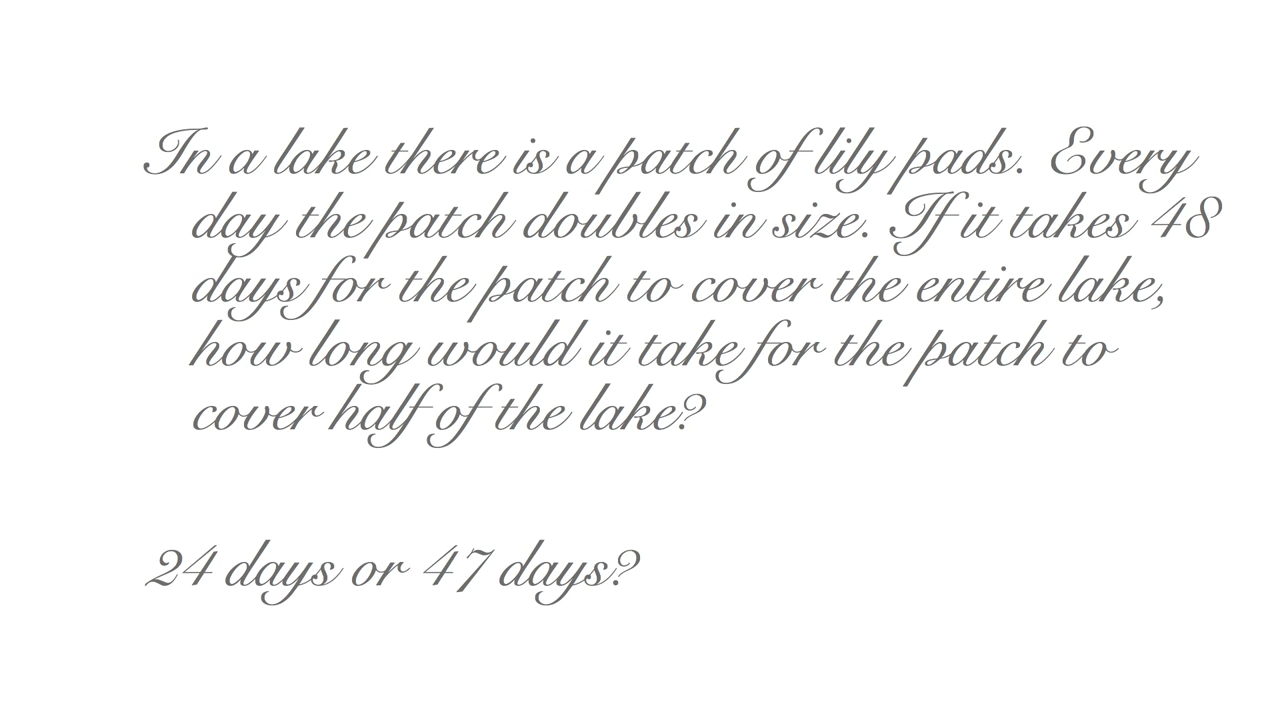 In a lake there is a patch of lily pads. Every
day the patch doubles in size. If it takes 48
days for the patch to cover the entire lake,
how long would it take for the patch to
cover half of the lake?
24 days or 47 days?